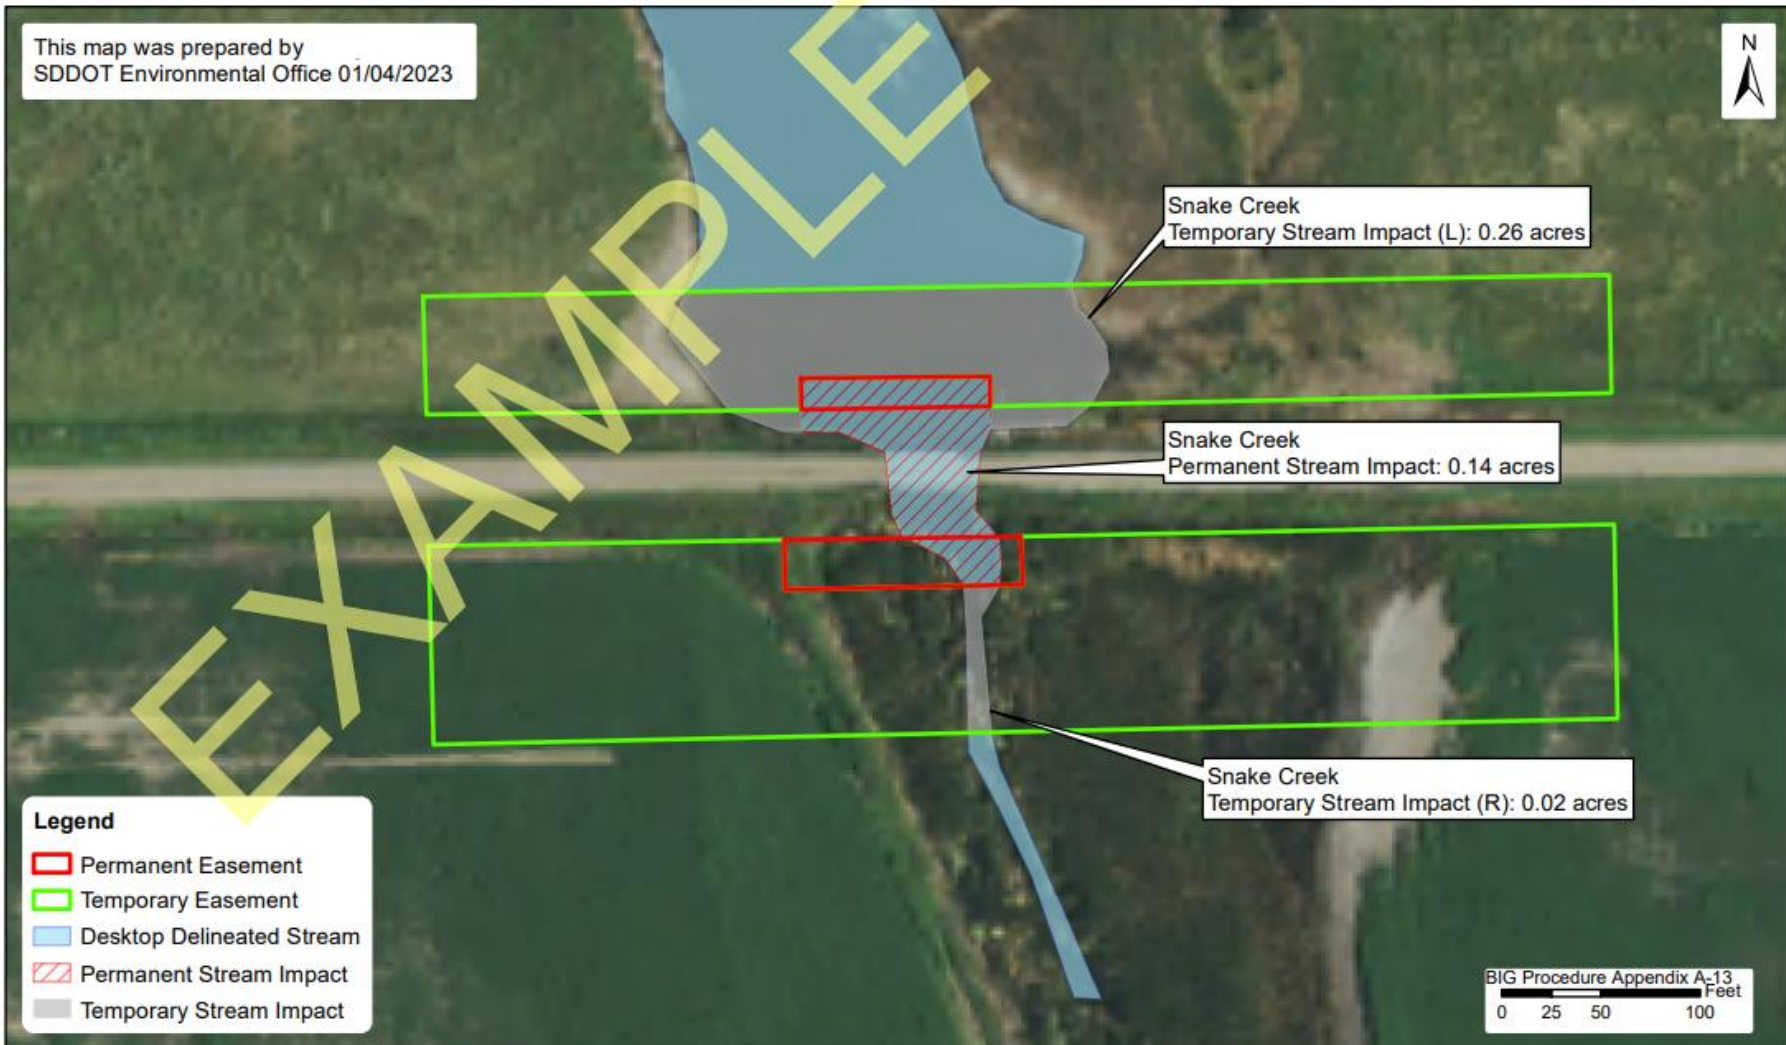 This map was prepared by
SDDOT Environmental Office 01/04/2023
N
EXAMPLE
Snake Creek
Temporary Stream Impact (L): 0.26 acres
Snake Creek
Permanent Stream Impact: 0.14 acres
Snake Creek
Temporary Stream Impact (R): 0.02 acres
Legend
Permanent Easement
Temporary Easement
Desktop Delineated Stream
Permanent Stream Impact
Temporary Stream Impact
BIG Procedure Appendix A-13
Feet
0 25 50 100